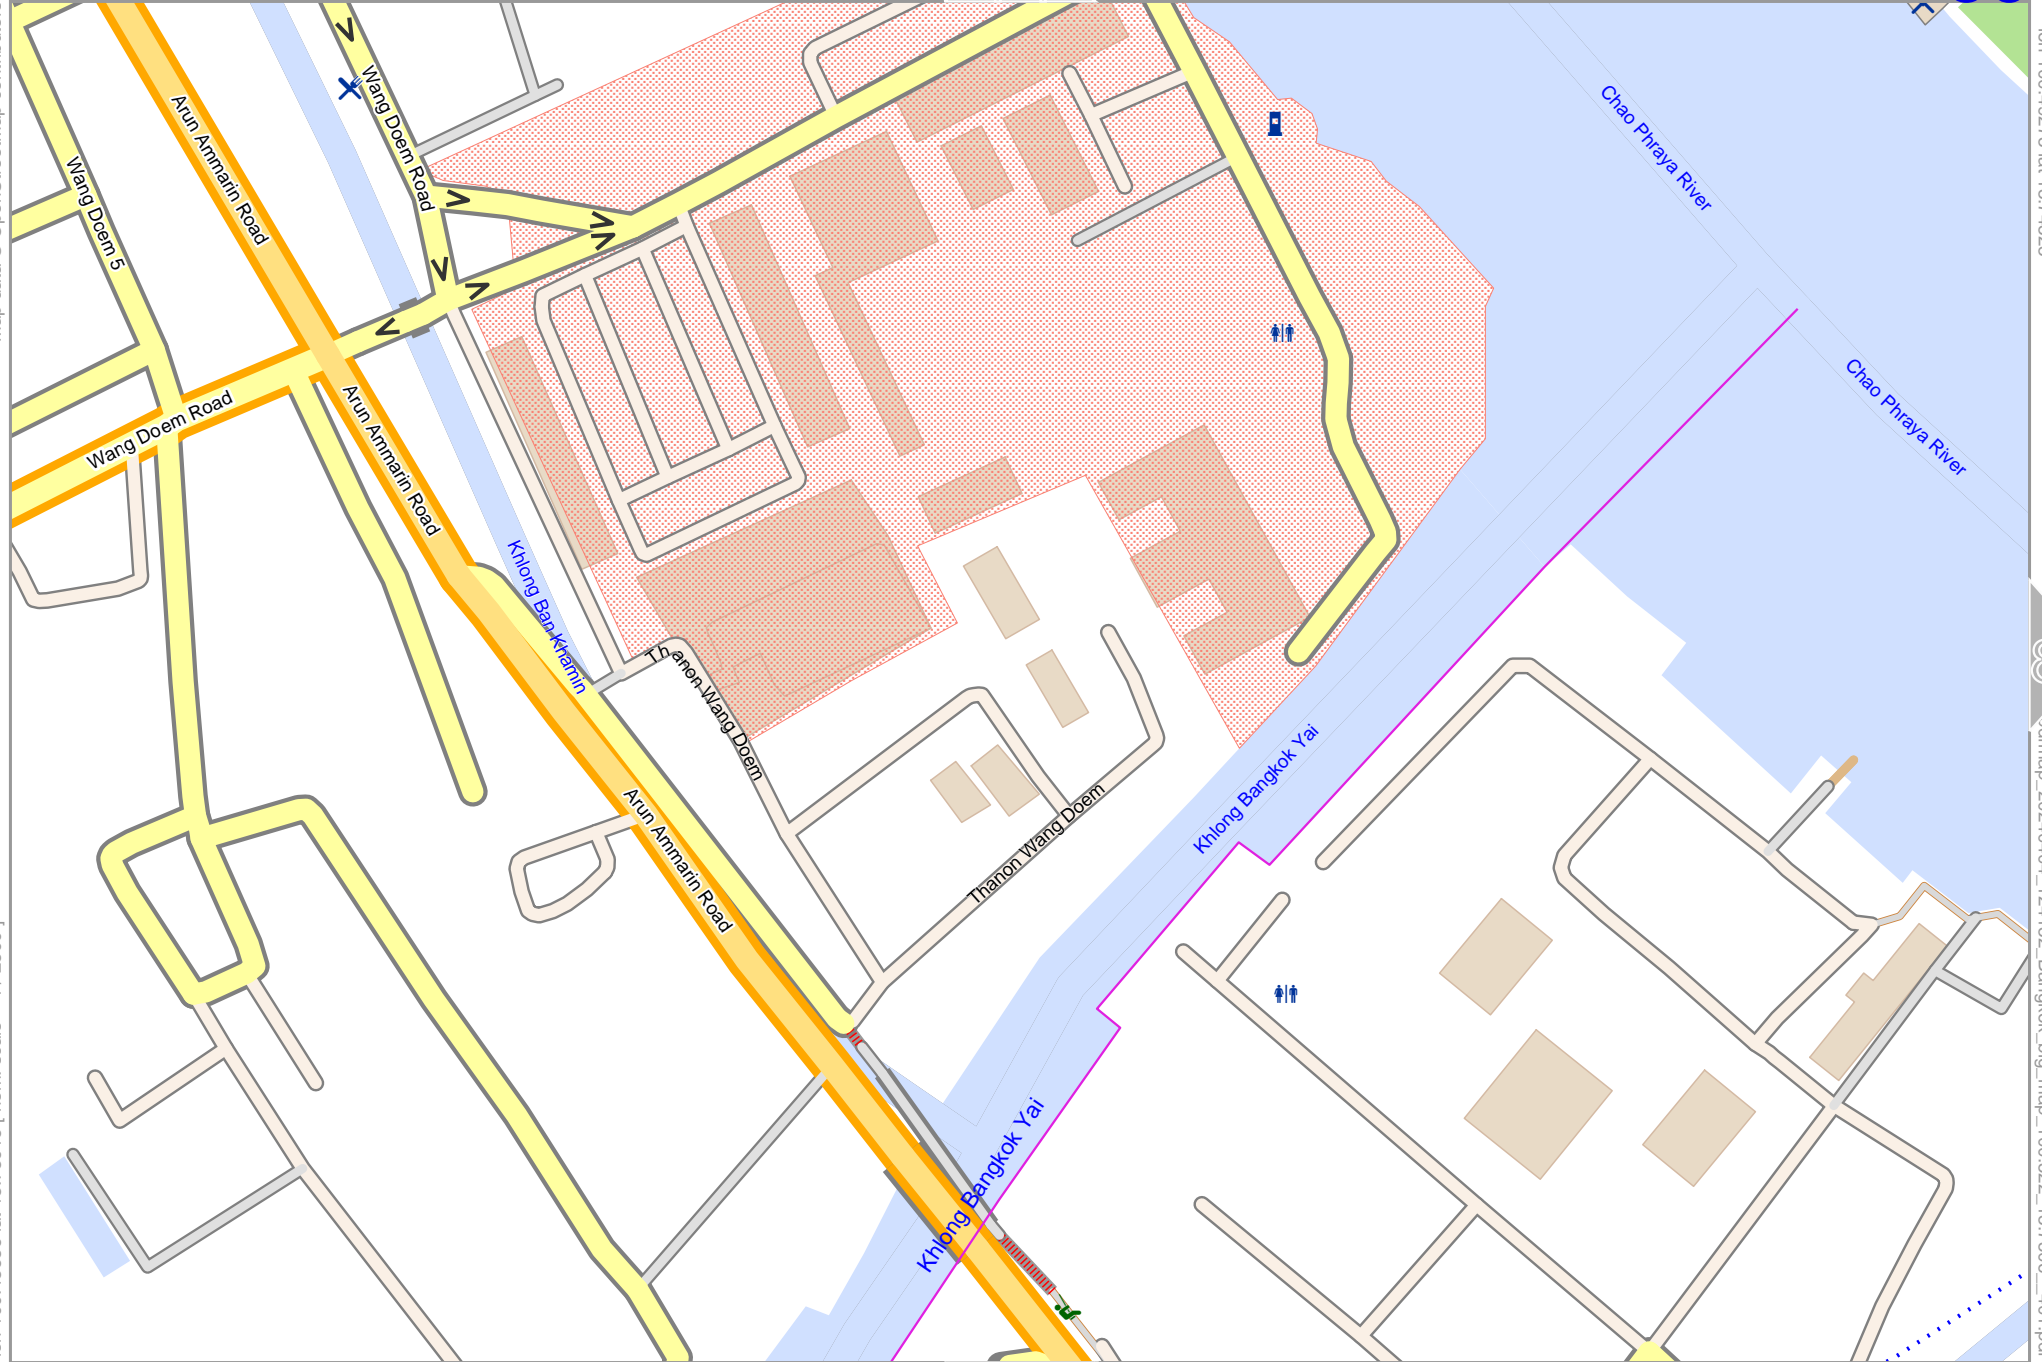 Wang Doem Road
Arun Ammarin Road
Wang Doem 5
Chao Phraya River
Chao Phraya River
Wang Doem Road
Arun Ammarin Road
Khlong Ban Khamin
Thanon Wang Doem
Khlong Bangkok Yai
Thanon Wang Doem
Arun Ammarin Road
Khlong Bangkok Yai